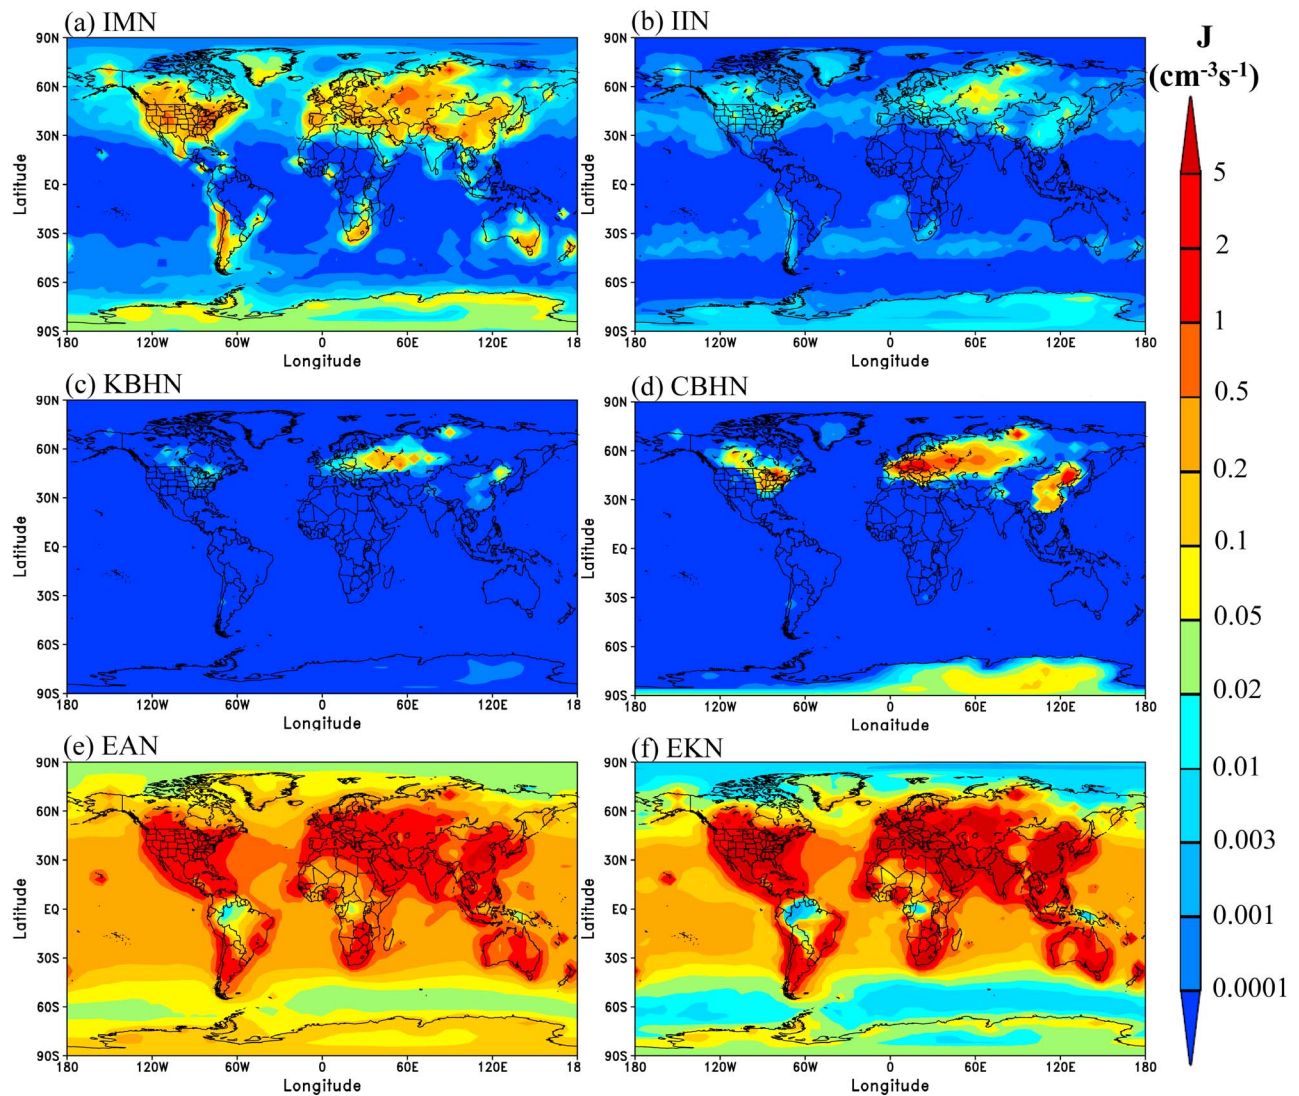 (a) IMN
(b) IIN
J
(cm-3s-1)
90N
60N
30N
EQ
30S
60S
90S
Latitude
180
120W
60W
0
60E
120E
180
Longitude
90N
60N
30N
EQ
30S
60S
90S
Latitude
180
120W
60W
0
60E
120E
180
Longitude
5
2
1
0.5
0.2
0.1
0.05
0.02
0.01
0.003
0.001
0.0001
(c) KBHN
(d) CBHN
90N
60N
30N
EQ
30S
60S
90S
Latitude
180
120W
60W
0
60E
120E
180
Longitude
90N
60N
30N
EQ
30S
60S
90S
Latitude
180
120W
60W
0
60E
120E
180
Longitude
(e) EAN
(f) EKN
90N
60N
30N
EQ
30S
60S
90S
Latitude
180
120W
60W
0
60E
120E
180
Longitude
90N
60N
30N
EQ
30S
60S
90S
Latitude
180
120W
60W
0
60E
120E
180
Longitude